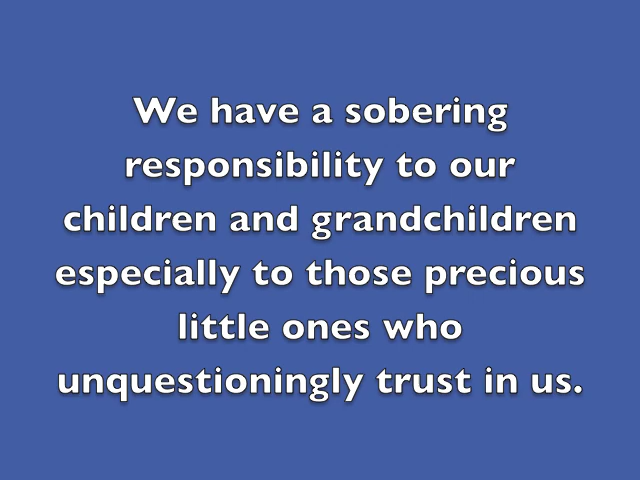 We have a sobering
responsibility to our
children and grandchildren
especially to those precious
little ones who
unquestioningly trust in us.